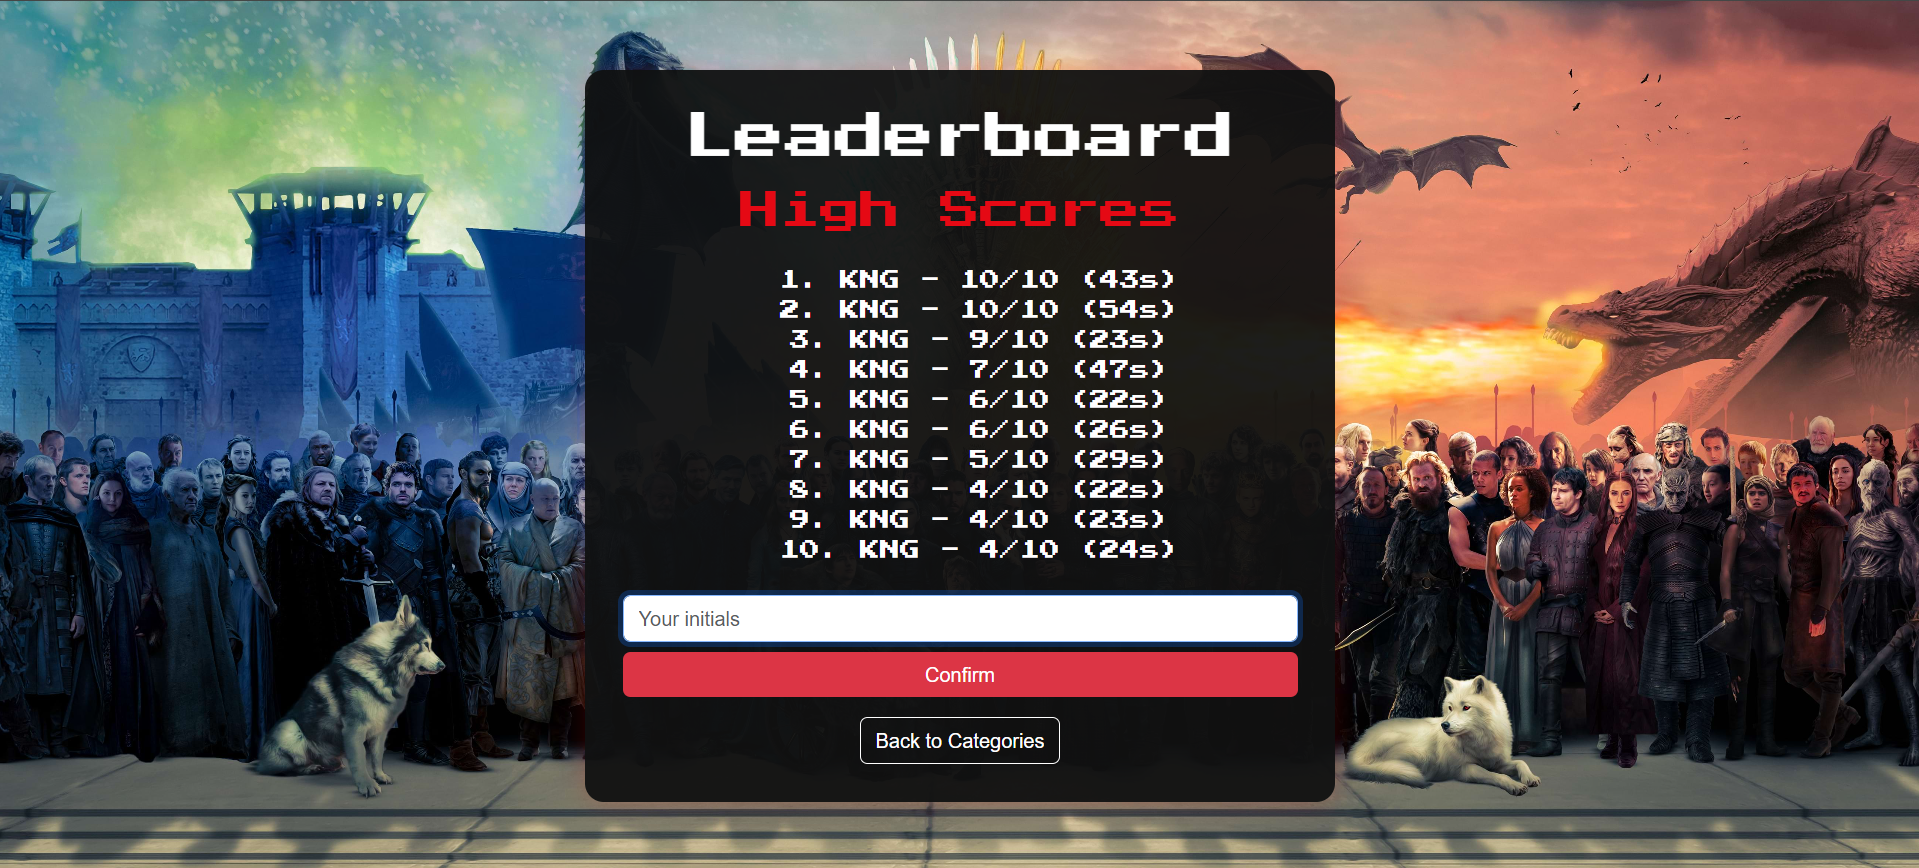 Leaderboard
High Scores
1. KNG - 10/10 (43s)
2. KNG - 10/10 (54s)
3. KNG - 9/10 (23s)
4. KNG - 7/10 (47s)
5. KNG - 6/10 (22s)
6. KNG - 6/10 (26s)
7. KNG - 5/10 (29s)
8. KNG - 4/10 (22s)
9. KNG - 4/10 (23s)
10. KNG - 4/10 (24s)
Your initials
Confirm
Back to Categories